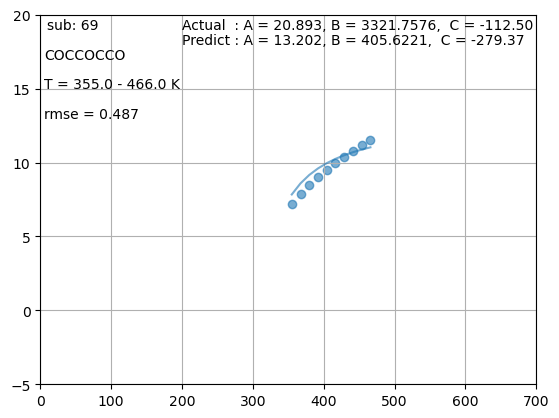 sub: 69
Actual  : A = 20.893, B = 3321.7576,  C = -112.50
Predict : A = 13.202, B = 405.6221,  C = -279.37
COCCOCCO
T = 355.0 - 466.0 K
rmse = 0.487
20
15
10
5
0
−5
0 100 200 300 400 500 600 700